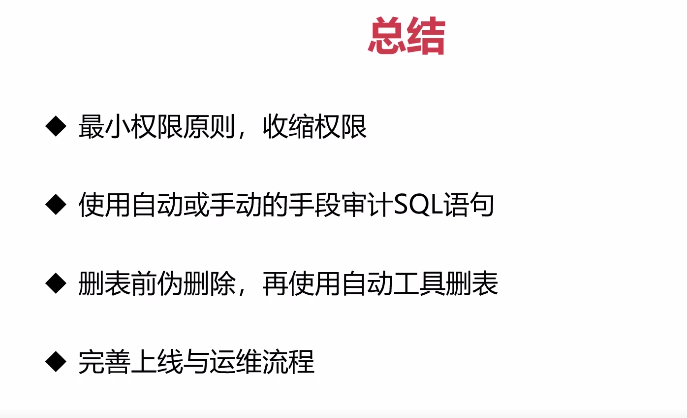 总结
◆ 最小权限原则，收缩权限
◆ 使用自动或手动的手段审计SQL语句
◆ 删表前伪删除，再使用自动工具删表
◆ 完善上线与运维流程